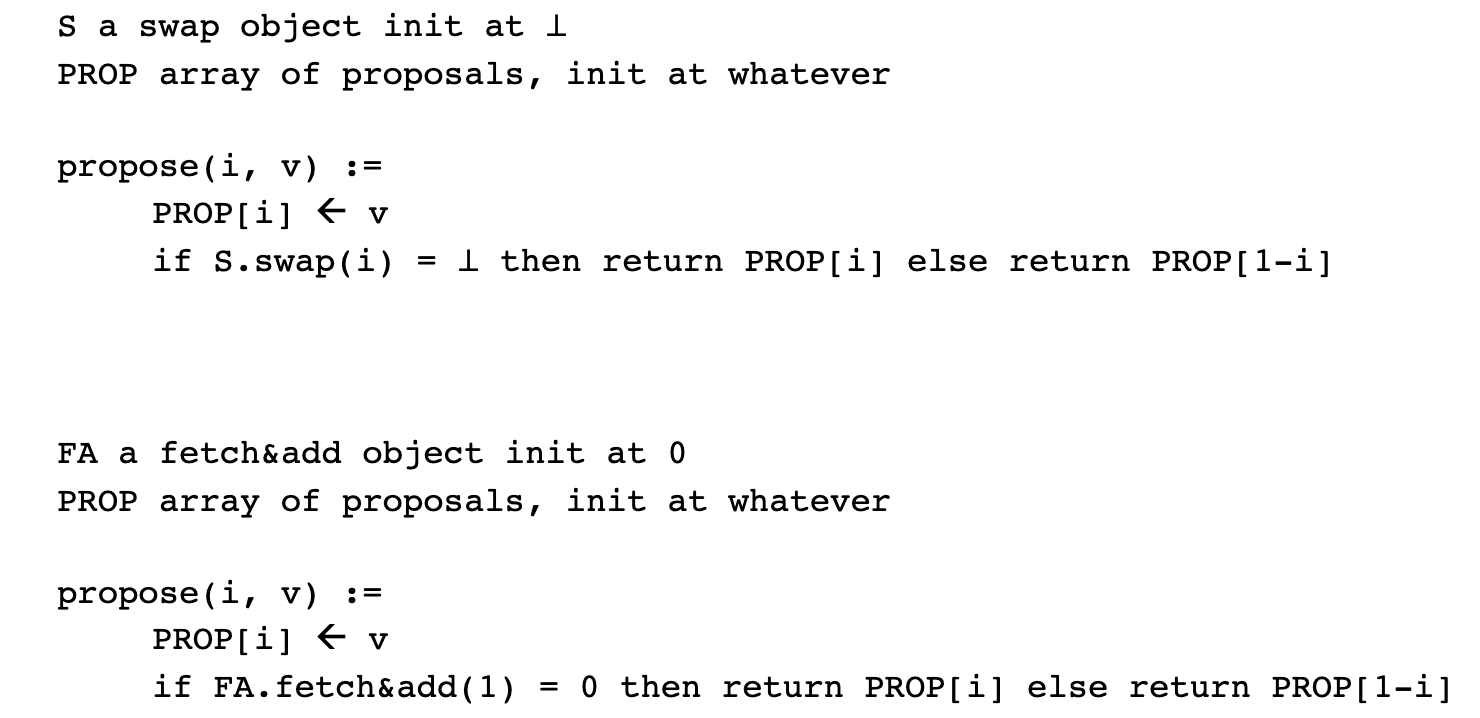 S a swap object init at ⊥
PROP array of proposals, init at whatever
propose(i, v) :=
PROP[i] ← v
if S.swap(i) = ⊥ then return PROP[i] else return PROP[1-i]
FA a fetch&add object init at 0
PROP array of proposals, init at whatever
propose(i, v) :=
PROP[i] ← v
if FA.fetch&add(1) = 0 then return PROP[i] else return PROP[1-i]